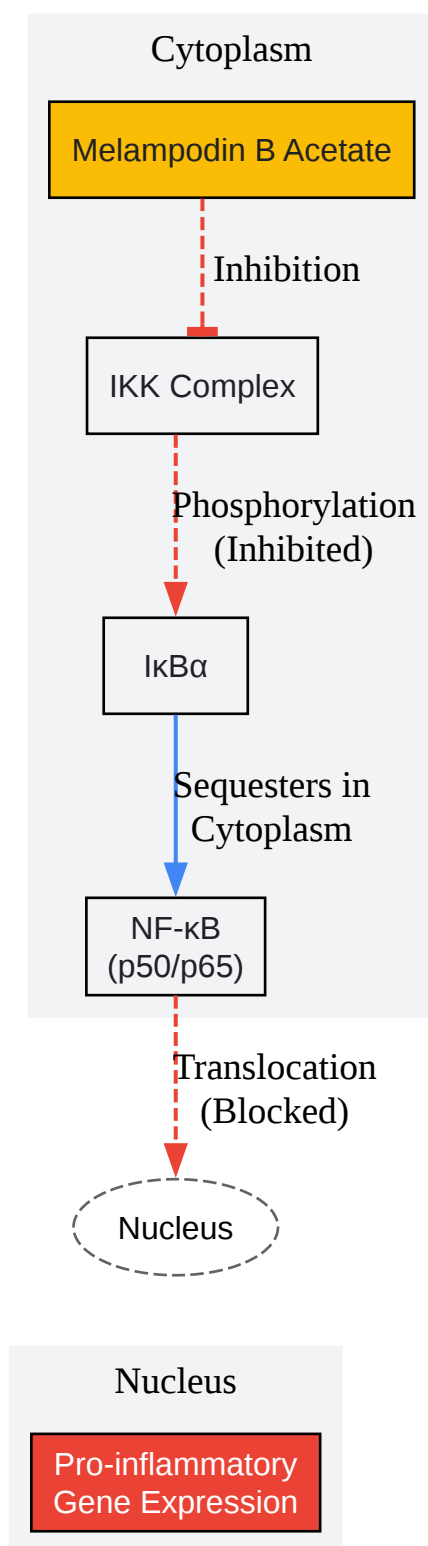 Cytoplasm
Melampodin B Acetate
Inhibition
IKK Complex
Phosphorylation
(Inhibited)
IκBα
Sequesters in
Cytoplasm
NF-κB
(p50/p65)
Translocation
(Blocked)
Nucleus
Nucleus
Pro-inflammatory
Gene Expression